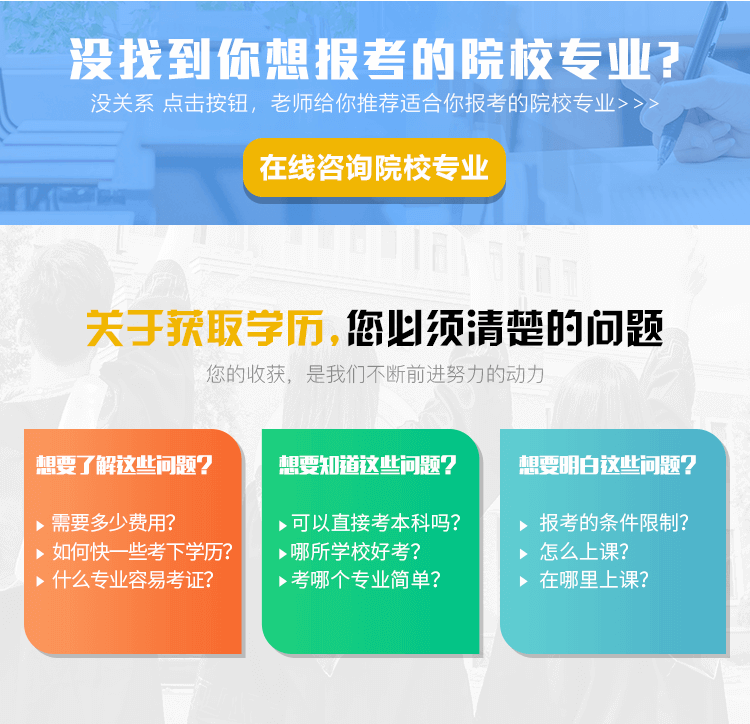 没找到你想报考的院校专业?
没关系 点击按钮，老师给你推荐适合你报考的院校专业>>>
在线咨询院校专业
关于获取学历,您必须清楚的问题
您的收获，是我们不断前进努力的动力
想要了解这些问题?
需要多少费用?
如何快一些考下学历?
什么专业容易考证?
想要知道这些问题?
可以直接考本科吗?
哪所学校好考?
考哪个专业简单?
想要明白这些问题?
报考的条件限制?
怎么上课?
在哪里上课?